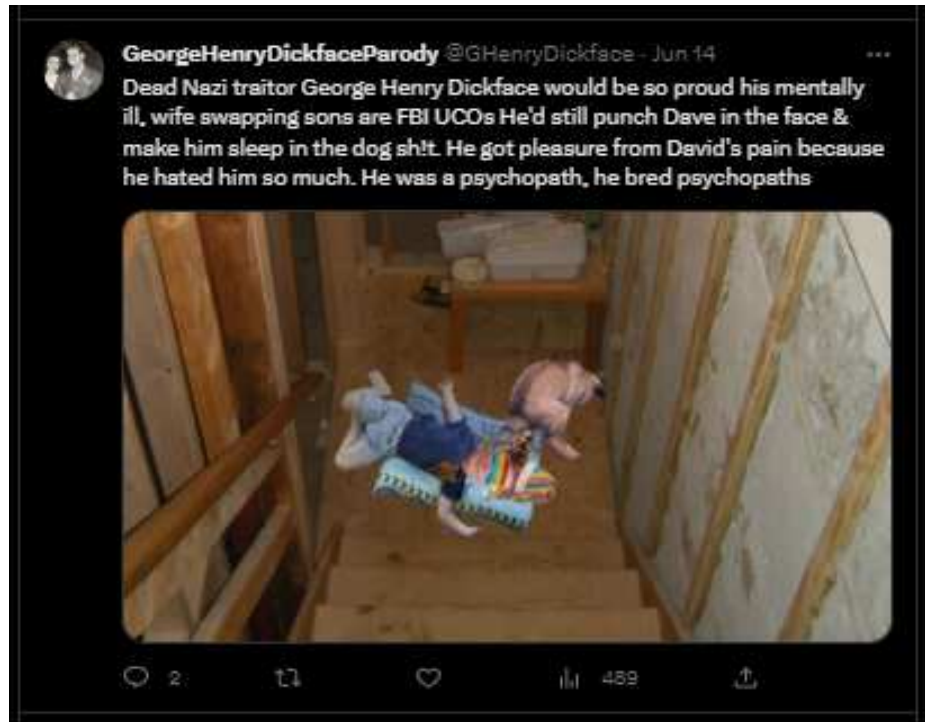 GeorgeHenryDickfaceParody @GHenryDickface · Jun 14
Dead Nazi traitor George Henry Dickface would be so proud his mentally
ill, wife swapping sons are FBI UCOs He'd still punch Dave in the face &
make him sleep in the dog sh!t. He got pleasure from David's pain because
he hated him so much. He was a psychopath, he bred psychopaths
2
489